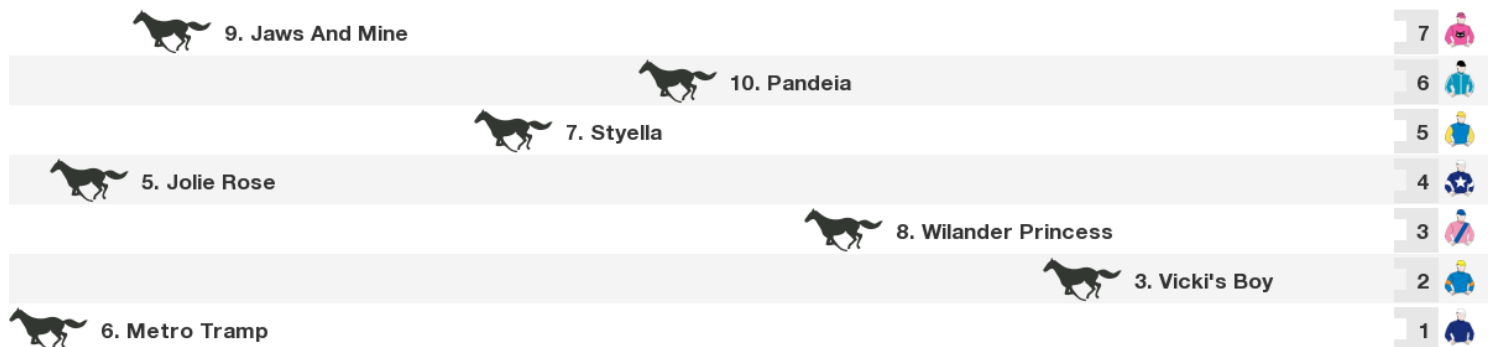 9. Jaws And Mine 7
10. Pandeia 6
7. Styella 5
5. Jolie Rose 4
8. Wilander Princess 3
3. Vicki's Boy 2
6. Metro Tramp 1